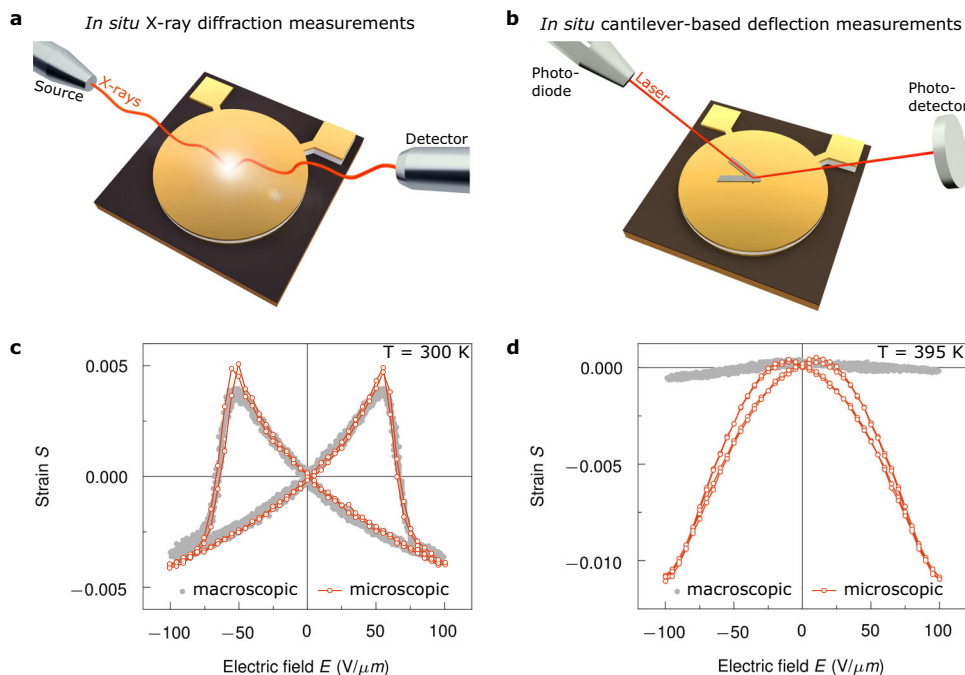 a In situ X-ray diffraction measurements
Source
X-rays
Detector
b In situ cantilever-based deflection measurements
Photo-
diode
Laser
Photo-
detector
c
T = 300 K
0.005
0.000
−0.005
Strain S
macroscopic microscopic
−100 −50 0 50 100
Electric field E (V/μm)
d
T = 395 K
0.000
−0.005
−0.010
Strain S
macroscopic microscopic
−100 −50 0 50 100
Electric field E (V/μm)